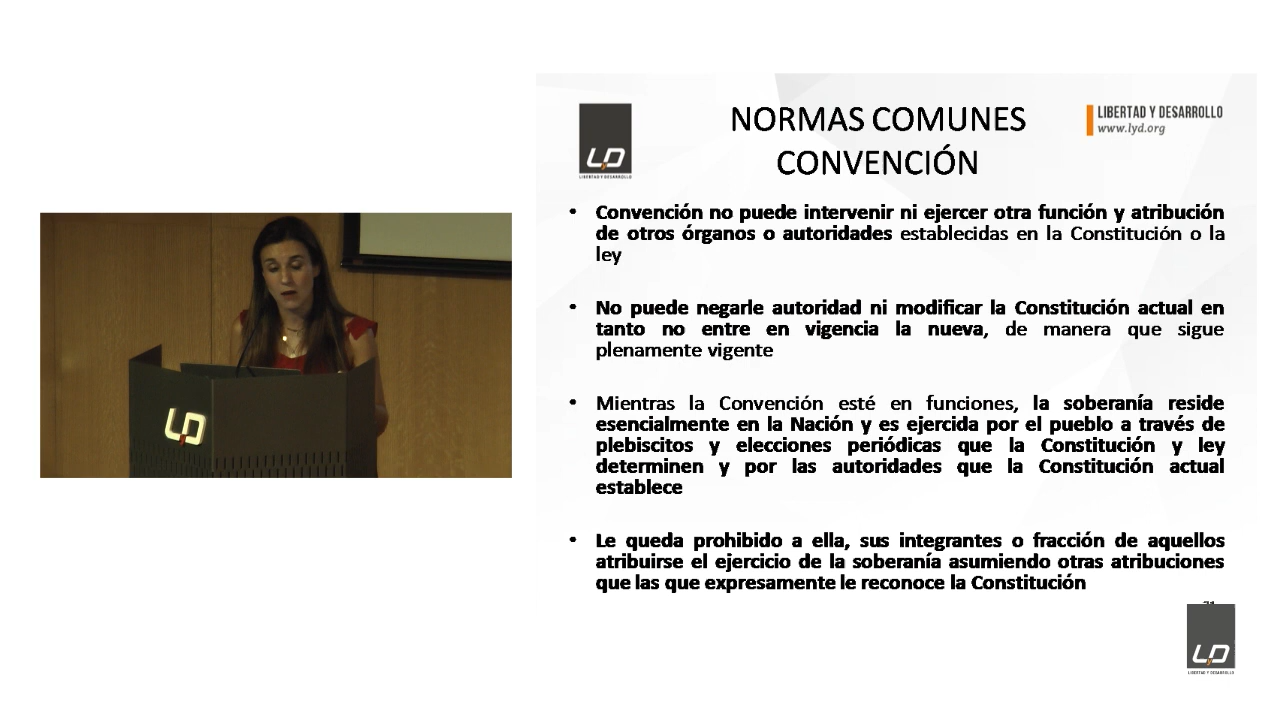 LD
LD
LIBERTAD Y DESARROLLO
NORMAS COMUNES
CONVENCIÓN
LIBERTAD Y DESARROLLO
www.lyd.org
• Convención no puede intervenir ni ejercer otra función y atribución
de otros órganos o autoridades establecidas en la Constitución o la
ley
• No puede negarle autoridad ni modificar la Constitución actual en
tanto no entre en vigencia la nueva, de manera que sigue
plenamente vigente
• Mientras la Convención esté en funciones, la soberanía reside
esencialmente en la Nación y es ejercida por el pueblo a través de
plebiscitos y elecciones periódicas que la Constitución y ley
determinen y por las autoridades que la Constitución actual
establece
• Le queda prohibido a ella, sus integrantes o fracción de aquellos
atribuirse el ejercicio de la soberanía asumiendo otras atribuciones
que las que expresamente le reconoce la Constitución
LyD
LIBERTAD Y DESARROLLO